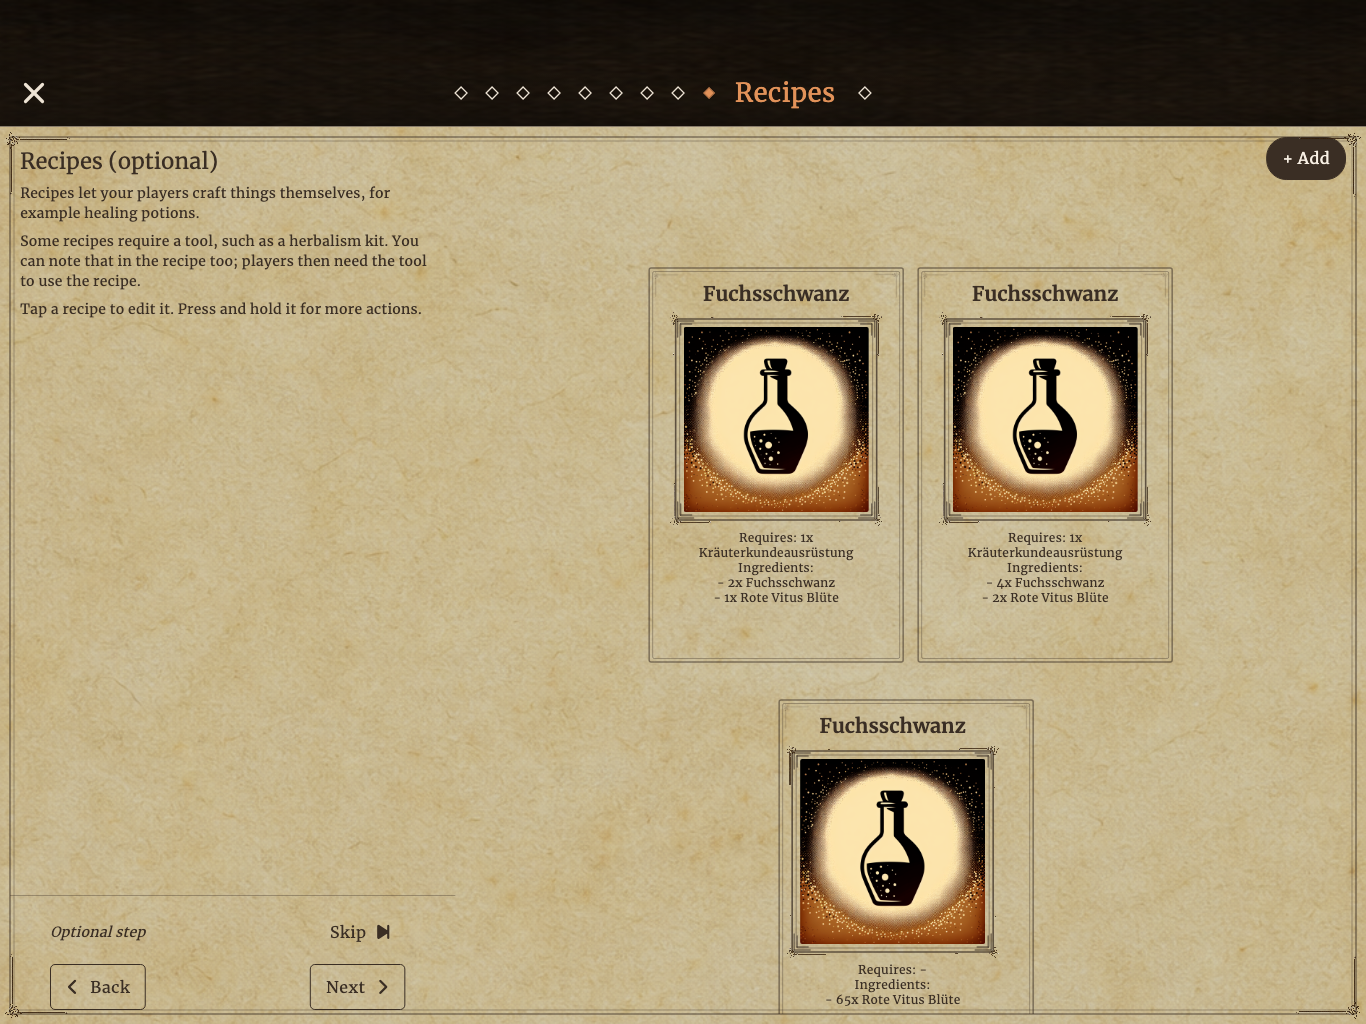 Recipes
Recipes (optional)
+ Add
Recipes let your players craft things themselves, for
example healing potions.
Some recipes require a tool, such as a herbalism kit. You
can note that in the recipe too; players then need the tool
to use the recipe.
Tap a recipe to edit it. Press and hold it for more actions.
Fuchsschwanz
Requires: 1x
Kräuterkundeausrüstung
Ingredients:
- 2x Fuchsschwanz
- 1x Rote Vitus Blüte
Fuchsschwanz
Requires: 1x
Kräuterkundeausrüstung
Ingredients:
- 4x Fuchsschwanz
- 2x Rote Vitus Blüte
Fuchsschwanz
Requires: -
Ingredients:
- 65x Rote Vitus Blüte
Optional step
Skip
Back
Next